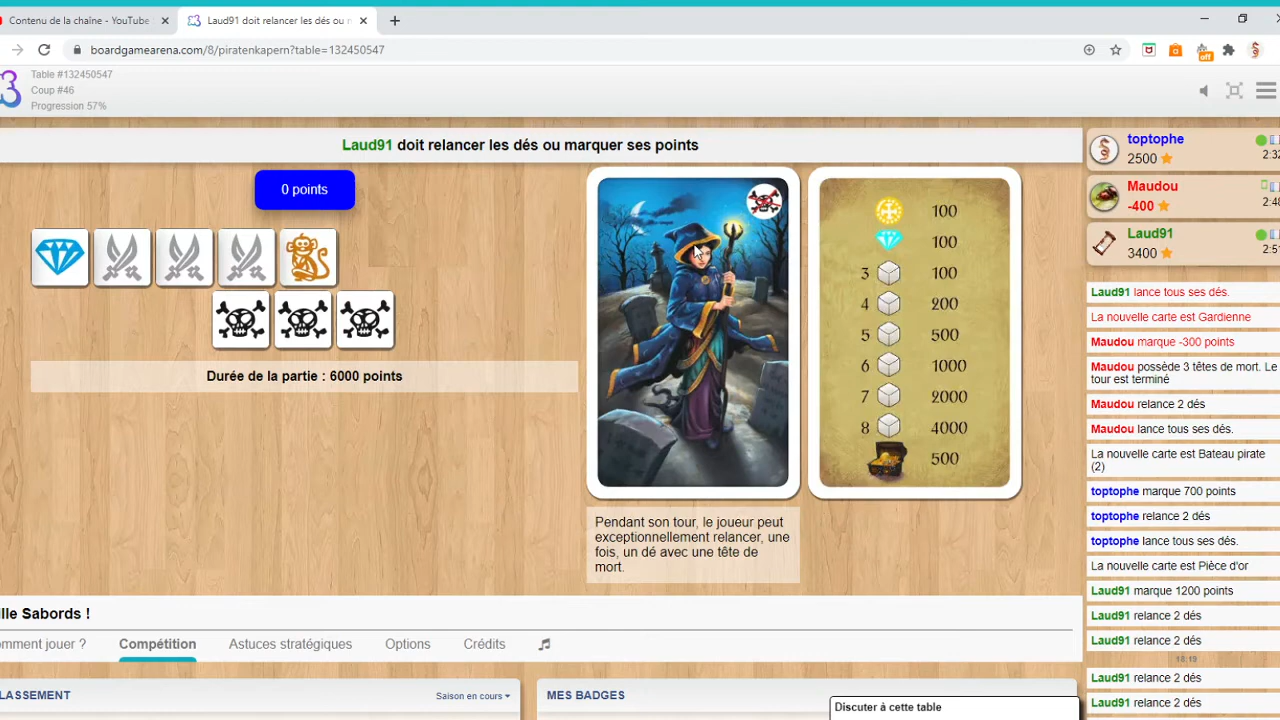 Contenu de la chaîne - YouTube
Laud91 doit relancer les dés ou m
boardgamearena.com/8/piratenkapern?table=132450547
off
Table #132450547
Coup #46
Progression 57%
Laud91 doit relancer les dés ou marquer ses points
0 points
Durée de la partie : 6000 points
100
100
3 100
4 200
5 500
6 1000
7 2000
8 4000
500
Pendant son tour, le joueur peut
exceptionnellement relancer, une
fois, un dé avec une tête de
mort.
toptophe
2500
2:32
Maudou
-400
Laud91
3400
Laud91 lance tous ses dés.
La nouvelle carte est Gardienne
Maudou marque -300 points
Maudou possède 3 têtes de mort. Le
tour est terminé
Maudou relance 2 dés
Maudou lance tous ses dés.
La nouvelle carte est Bateau pirate
(2)
toptophe marque 700 points
toptophe relance 2 dés
toptophe lance tous ses dés.
La nouvelle carte est Pièce d'or
Laud91 marque 1200 points
Laud91 relance 2 dés
Laud91 relance 2 dés
18:19
Laud91 relance 2 dés
Laud91 relance 2 dés
lle Sabords !
omment jouer ?
Compétition
Astuces stratégiques
Options
Crédits
LASSEMENT
Saison en cours
MES BADGES
Discuter à cette table